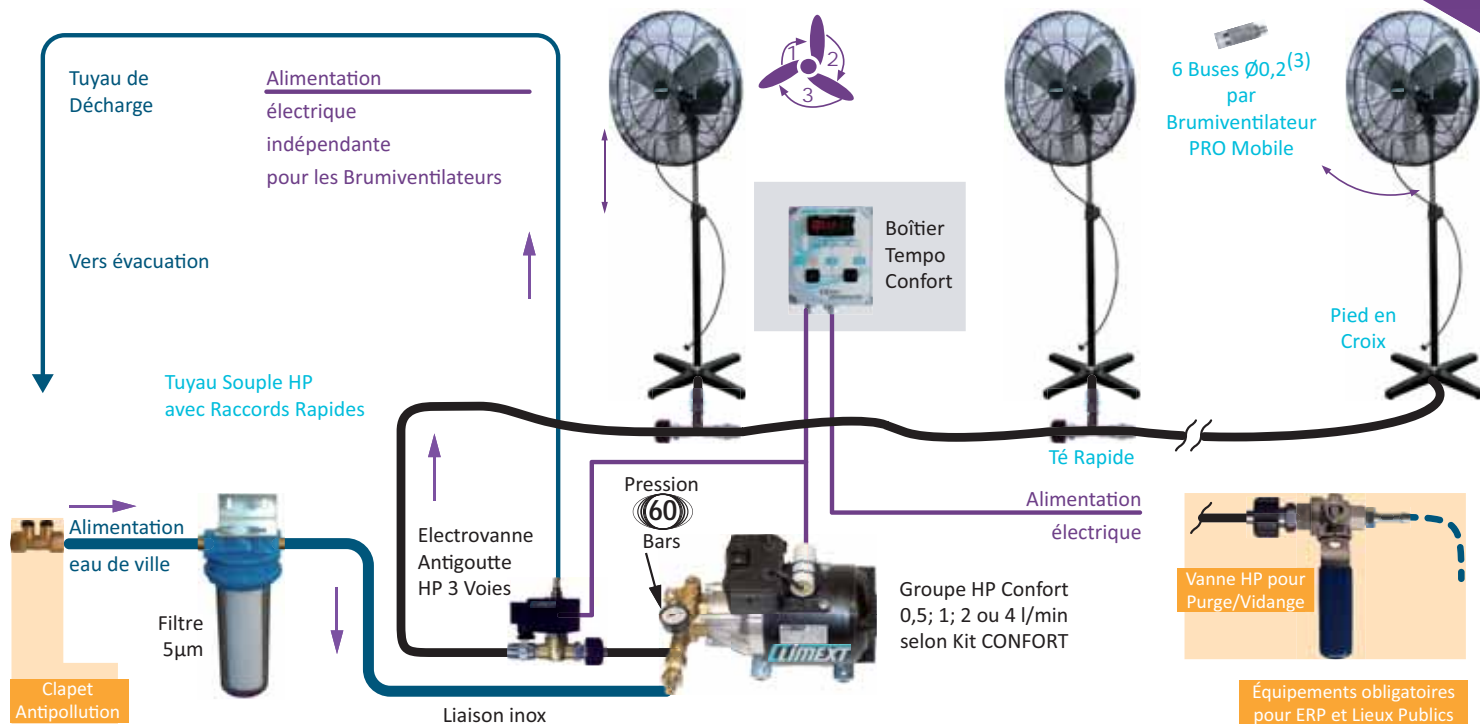 Tuyau de
Décharge
Alimentation
électrique
indépendante
pour les Brumiventilateurs
1
2
3
6 Buses Ø0,2(3)
par
Brumiventilateur
PRO Mobile
Boîtier
Tempo
Confort
Vers évacuation
Pied en
Croix
Tuyau Souple HP
avec Raccords Rapides
Té Rapide
Alimentation
électrique
Pression
60
Bars
Alimentation
eau de ville
Electrovanne
Antigoutte
HP 3 Voies
Filtre
5µm
Groupe HP Confort
0,5; 1; 2 ou 4 l/min
selon Kit CONFORT
CLIMEXT
Vanne HP pour
Purge/Vidange
Clapet
Antipollution
Liaison inox
Équipements obligatoires
pour ERP et Lieux Publics